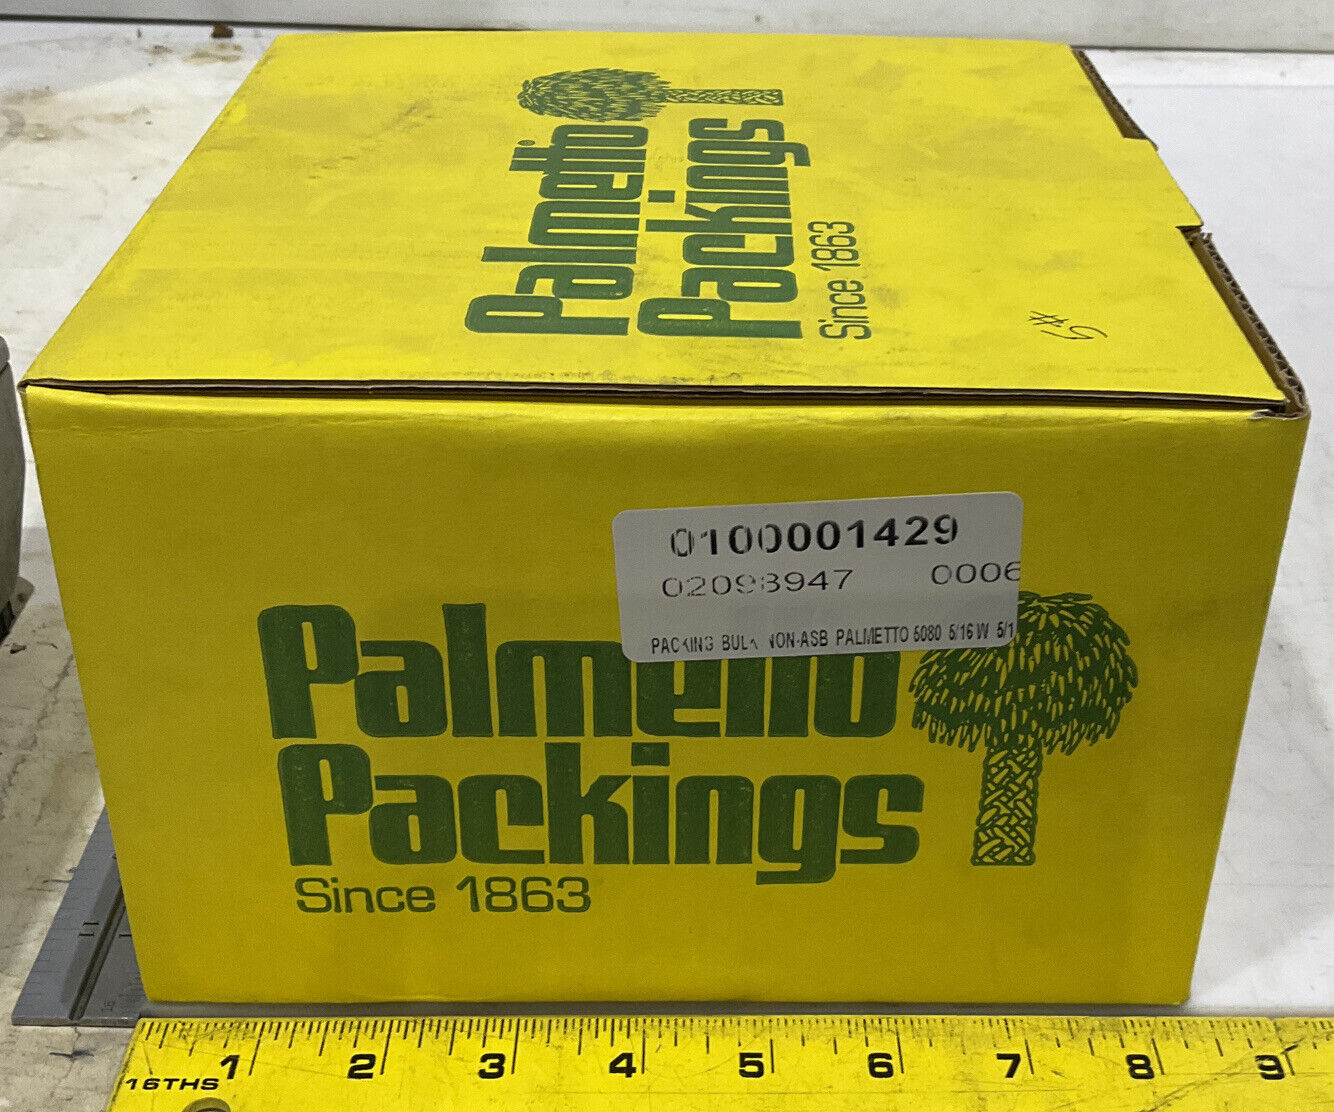 Palmetto
Packings
Since 1863
5#
0100001429
02098947 0006
PACKING BULK NON-ASB PALMETTO 5080 5/16 W 5/1
Palmetto
Packings
Since 1863
1 2 3 4 5 6 7 8 9
16THS